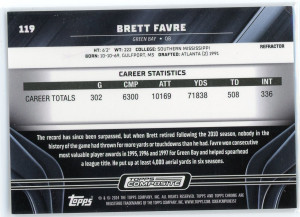 119
BRETT FAVRE
GREEN BAY • QB
HT: 6'2" WT: 222 COLLEGE: SOUTHERN MISSISSIPPI
BORN: 10-10-69, GULFPORT, MS DRAFTED: ATLANTA (2) 1991
REFRACTOR
CAREER STATISTICS
G CMP ATT YDS TD INT
CAREER TOTALS 302 6300 10169 71838 508 336
The record has since been surpassed, but when Brett retired following the 2010 season, nobody in the
history of the game had thrown for more yards or touchdowns than he had. Favre won consecutive
most valuable player awards in 1995, 1996 and 1997 for Green Bay and helped spearhead
a league title. He put up at least 4,000 aerial yards in six seasons.
TOPPS
COMPOSITE
Topps